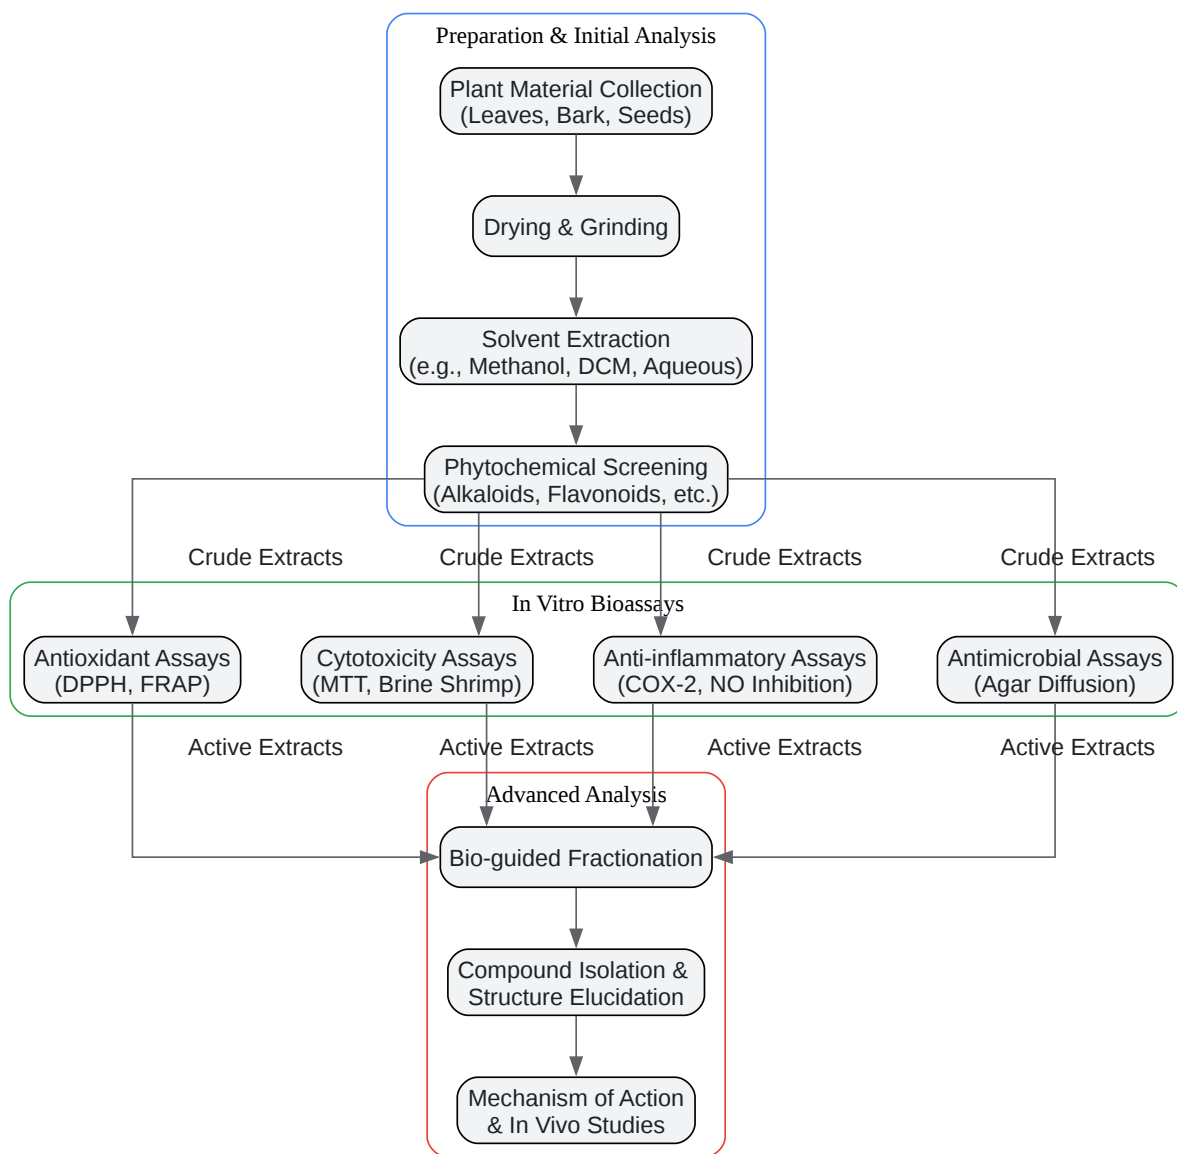 Preparation & Initial Analysis
Plant Material Collection
(Leaves, Bark, Seeds)
Drying & Grinding
Solvent Extraction
(e.g., Methanol, DCM, Aqueous)
Phytochemical Screening
(Alkaloids, Flavonoids, etc.)
Crude Extracts
Crude Extracts
Crude Extracts
Crude Extracts
In Vitro Bioassays
Antioxidant Assays
(DPPH, FRAP)
Cytotoxicity Assays
(MTT, Brine Shrimp)
Anti-inflammatory Assays
(COX-2, NO Inhibition)
Antimicrobial Assays
(Agar Diffusion)
Active Extracts
Active Extracts
Active Extracts
Active Extracts
Advanced Analysis
Bio-guided Fractionation
Compound Isolation &
Structure Elucidation
Mechanism of Action
& In Vivo Studies